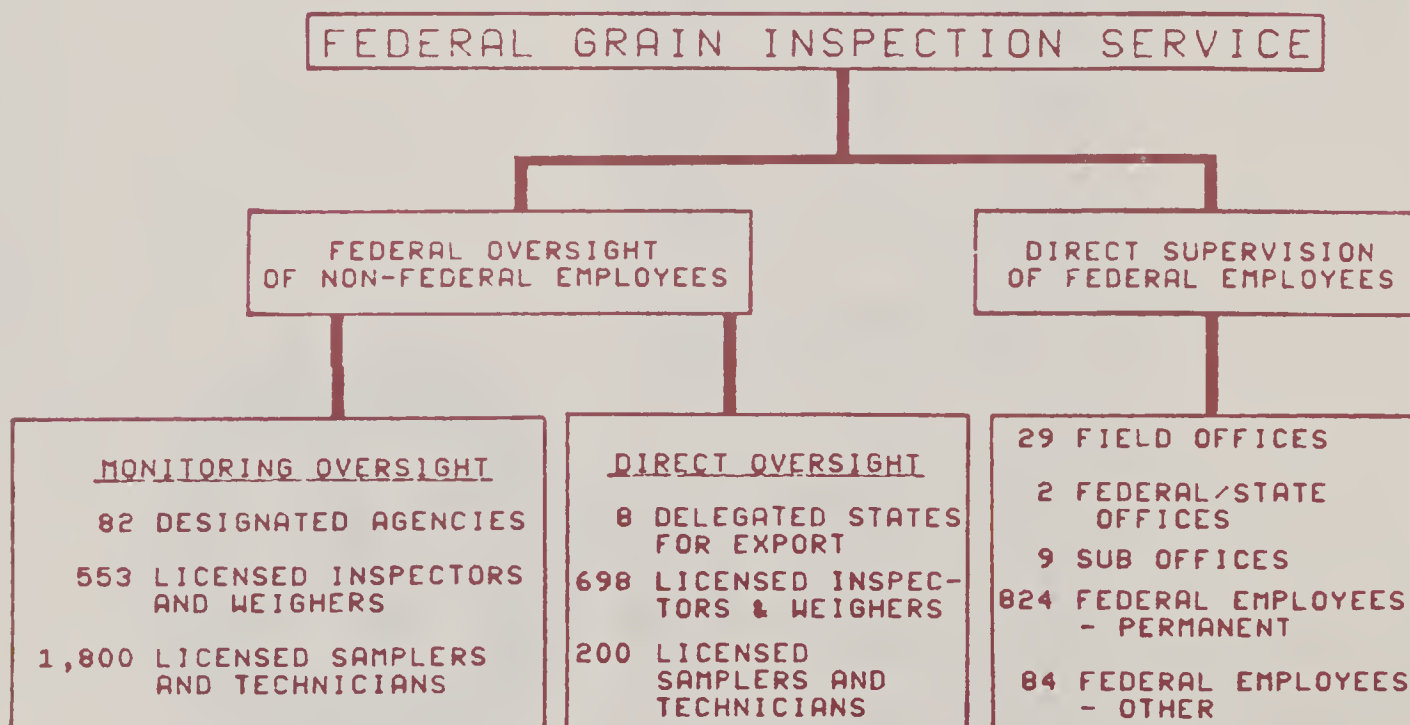 FEDERAL GRAIN INSPECTION SERVICE
FEDERAL OVERSIGHT
OF NON-FEDERAL EMPLOYEES
DIRECT SUPERVISION
OF FEDERAL EMPLOYEES
MONITORING OVERSIGHT
82 DESIGNATED AGENCIES
553 LICENSED INSPECTORS
AND WEIGHERS
1,800 LICENSED SAMPLERS
AND TECHNICIANS
DIRECT OVERSIGHT
8 DELEGATED STATES
FOR EXPORT
698 LICENSED INSPEC-
TORS & WEIGHERS
200 LICENSED
SAMPLERS AND
TECHNICIANS
29 FIELD OFFICES
2 FEDERAL/STATE
OFFICES
9 SUB OFFICES
824 FEDERAL EMPLOYEES
- PERMANENT
84 FEDERAL EMPLOYEES
- OTHER